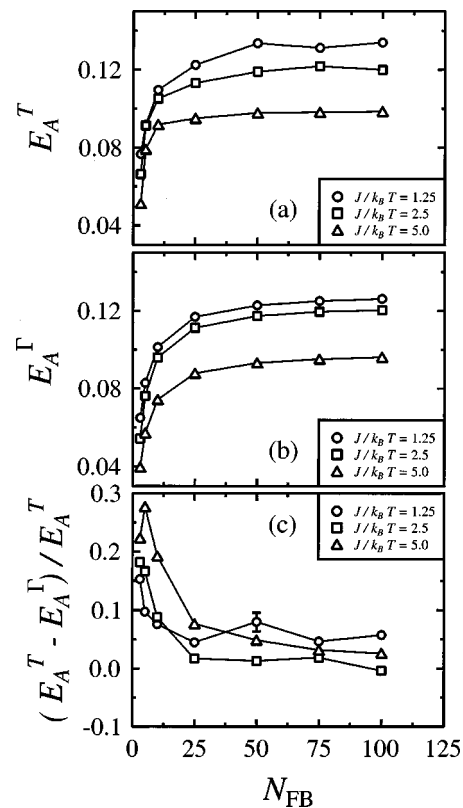 0.12
0.08
0.04
E_A^T
(a)
○ J / k_B T = 1.25
□ J / k_B T = 2.5
△ J / k_B T = 5.0
0.12
0.08
0.04
E_A^Γ
(b)
○ J / k_B T = 1.25
□ J / k_B T = 2.5
△ J / k_B T = 5.0
0.3
0.2
0.1
0.0
-0.1
(E_A^T - E_A^Γ) / E_A^T
(c)
○ J / k_B T = 1.25
□ J / k_B T = 2.5
△ J / k_B T = 5.0
0 25 50 75 100 125
N_FB